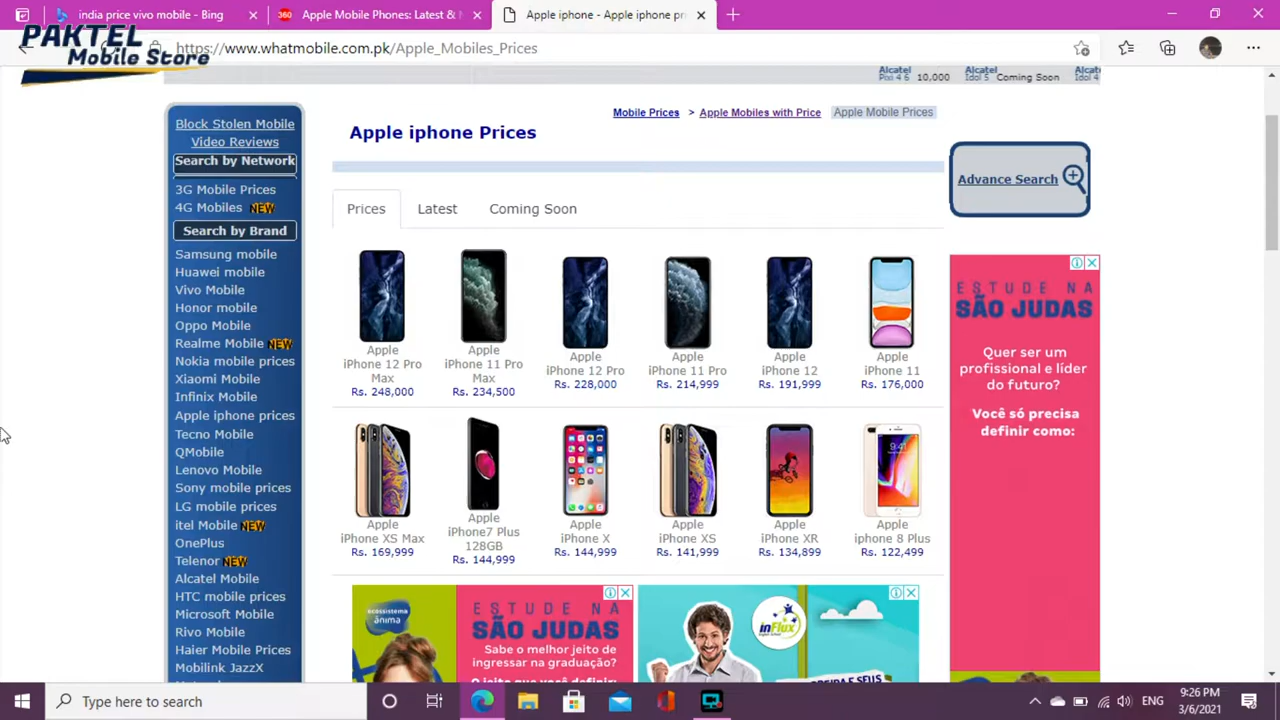 india price vivo mobile - Bing
360 Apple Mobile Phones: Latest & N
Apple iphone - Apple iphone pr
PAKTEL
Mobile Store
https://www.whatmobile.com.pk/Apple_Mobiles_Prices
Alcatel
Pixi 4 6 10,000
Alcatel
Idol 5 Coming Soon
Alcat
Idol 4
Block Stolen Mobile
Video Reviews
Search by Network
3G Mobile Prices
4G Mobiles NEW
Search by Brand
Samsung mobile
Huawei mobile
Vivo Mobile
Honor mobile
Oppo Mobile
Realme Mobile NEW
Nokia mobile prices
Xiaomi Mobile
Infinix Mobile
Apple iphone prices
Tecno Mobile
QMobile
Lenovo Mobile
Sony mobile prices
LG mobile prices
itel Mobile NEW
OnePlus
Telenor NEW
Alcatel Mobile
HTC mobile prices
Microsoft Mobile
Rivo Mobile
Haier Mobile Prices
Mobilink JazzX
Mobile Prices > Apple Mobiles with Price Apple Mobile Prices
Apple iphone Prices
Prices Latest Coming Soon
Apple
iPhone 12 Pro
Max
Rs. 248,000
Apple
iPhone 11 Pro
Max
Rs. 234,500
Apple
iPhone 12 Pro
Rs. 228,000
Apple
iPhone 11 Pro
Rs. 214,999
Apple
iPhone 12
Rs. 191,999
Apple
iPhone 11
Rs. 176,000
Apple
iPhone XS Max
Rs. 169,999
Apple
iPhone7 Plus
128GB
Rs. 144,999
Apple
iPhone X
Rs. 144,999
Apple
iPhone XS
Rs. 141,999
Apple
iPhone XR
Rs. 134,899
9:41
Apple
iphone 8 Plus
Rs. 122,499
Advance Search
ESTUDE NA
SÃO JUDAS
Quer ser um
profissional e líder
do futuro?
Você só precisa
definir como:
ecossistema
ânima
ESTUDE NA
SÃO JUDAS
Sabe o melhor jeito de
ingressar na graduação?
inFlux
English School
Type here to search
ENG
9:26 PM
3/6/2021